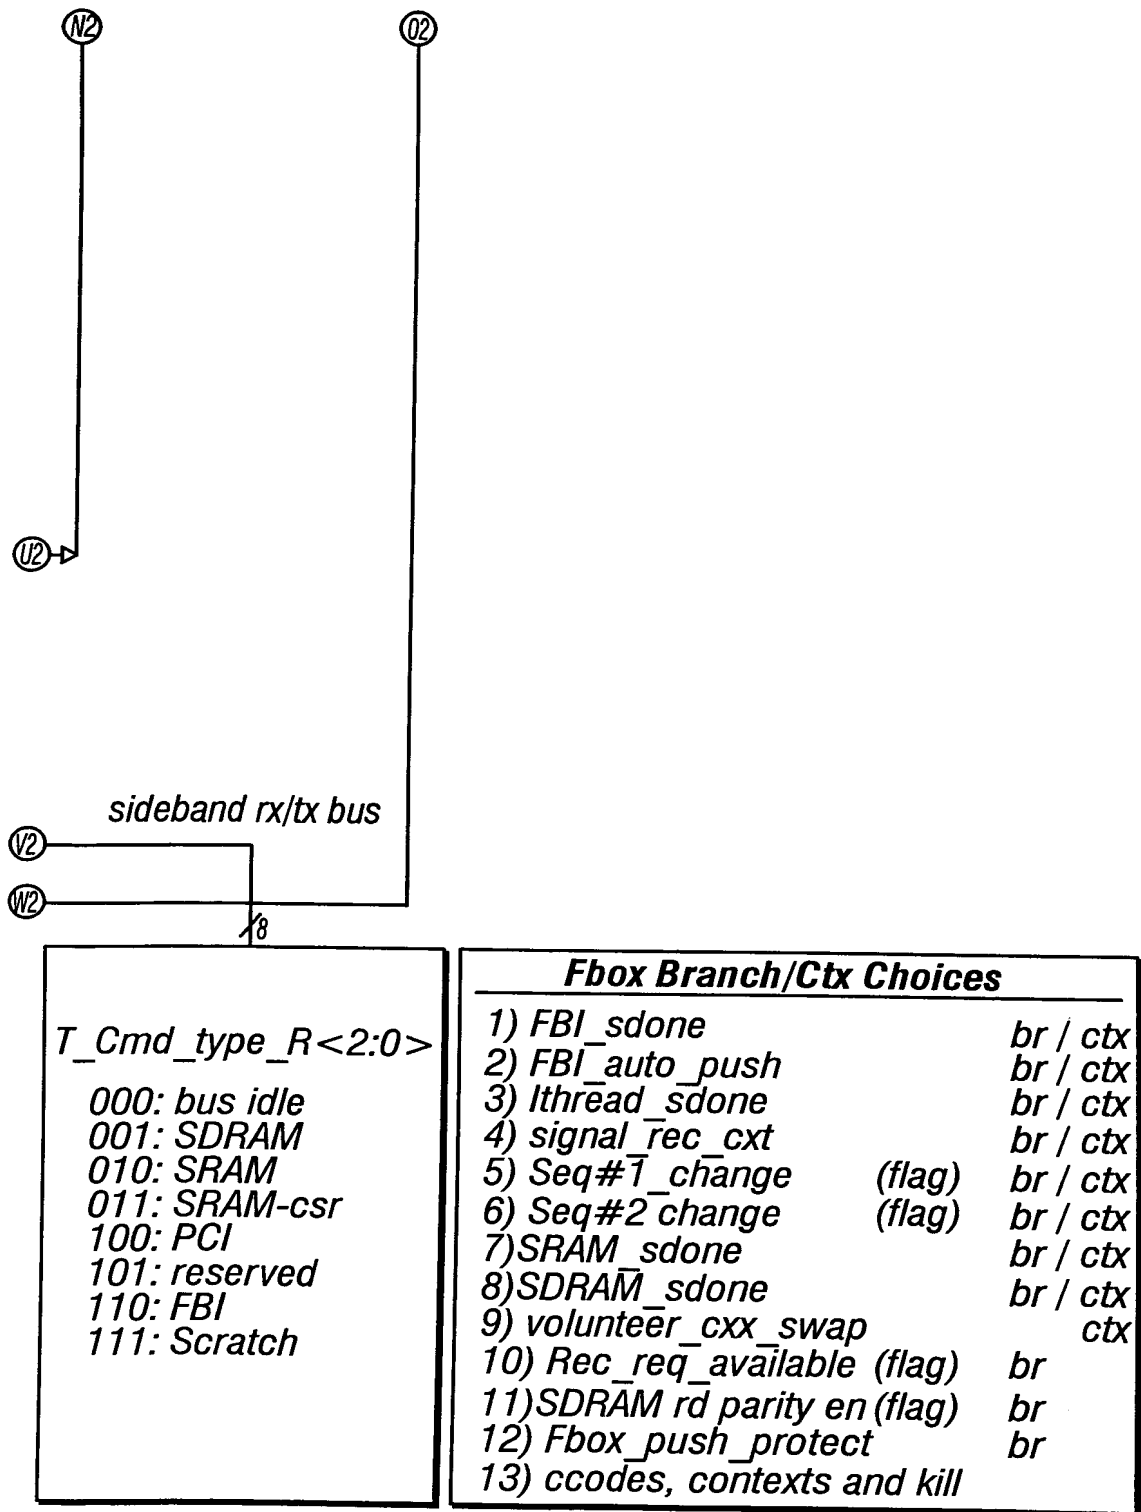 N2
O2
U2
sideband rx/tx bus
V2
W2
8
T_Cmd_type_R<2:0>
000: bus idle
001: SDRAM
010: SRAM
011: SRAM-csr
100: PCI
101: reserved
110: FBI
111: Scratch
Fbox Branch/Ctx Choices
1) FBI_sdone br / ctx
2) FBI_auto_push br / ctx
3) Ithread_sdone br / ctx
4) signal_rec_cxt br / ctx
5) Seq#1_change (flag) br / ctx
6) Seq#2 change (flag) br / ctx
7)SRAM_sdone br / ctx
8)SDRAM_sdone br / ctx
9) volunteer_cxx_swap ctx
10) Rec_req_available (flag) br
11)SDRAM rd parity en (flag) br
12) Fbox_push_protect br
13) ccodes, contexts and kill